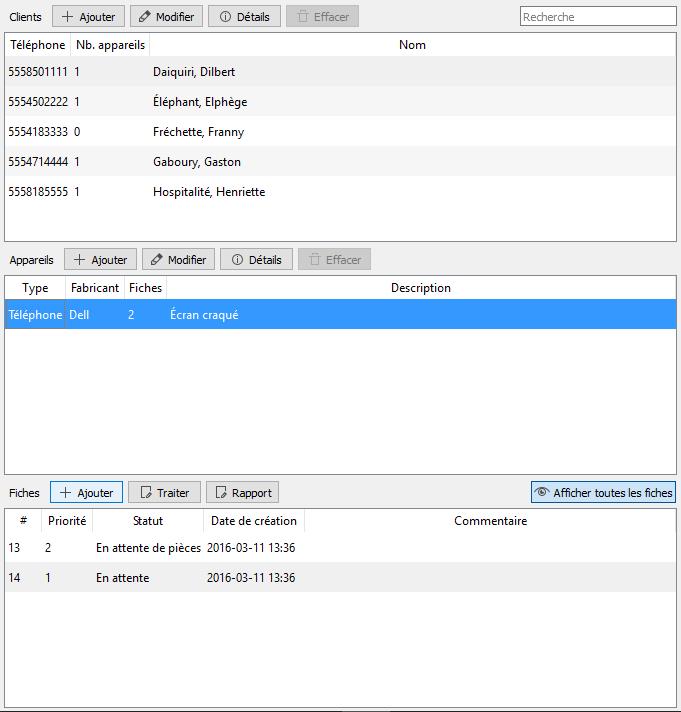 Clients Ajouter Modifier Détails Effacer Recherche
Téléphone Nb. appareils Nom
5558501111 1 Daiquiri, Dilbert
5554502222 1 Éléphant, Elphège
5554183333 0 Fréchette, Franny
5554714444 1 Gaboury, Gaston
5558185555 1 Hospitalité, Henriette
Appareils Ajouter Modifier Détails Effacer
Type Fabricant Fiches Description
Téléphone Dell 2 Écran craqué
Fiches Ajouter Traiter Rapport Afficher toutes les fiches
# Priorité Statut Date de création Commentaire
13 2 En attente de pièces 2016-03-11 13:36
14 1 En attente 2016-03-11 13:36